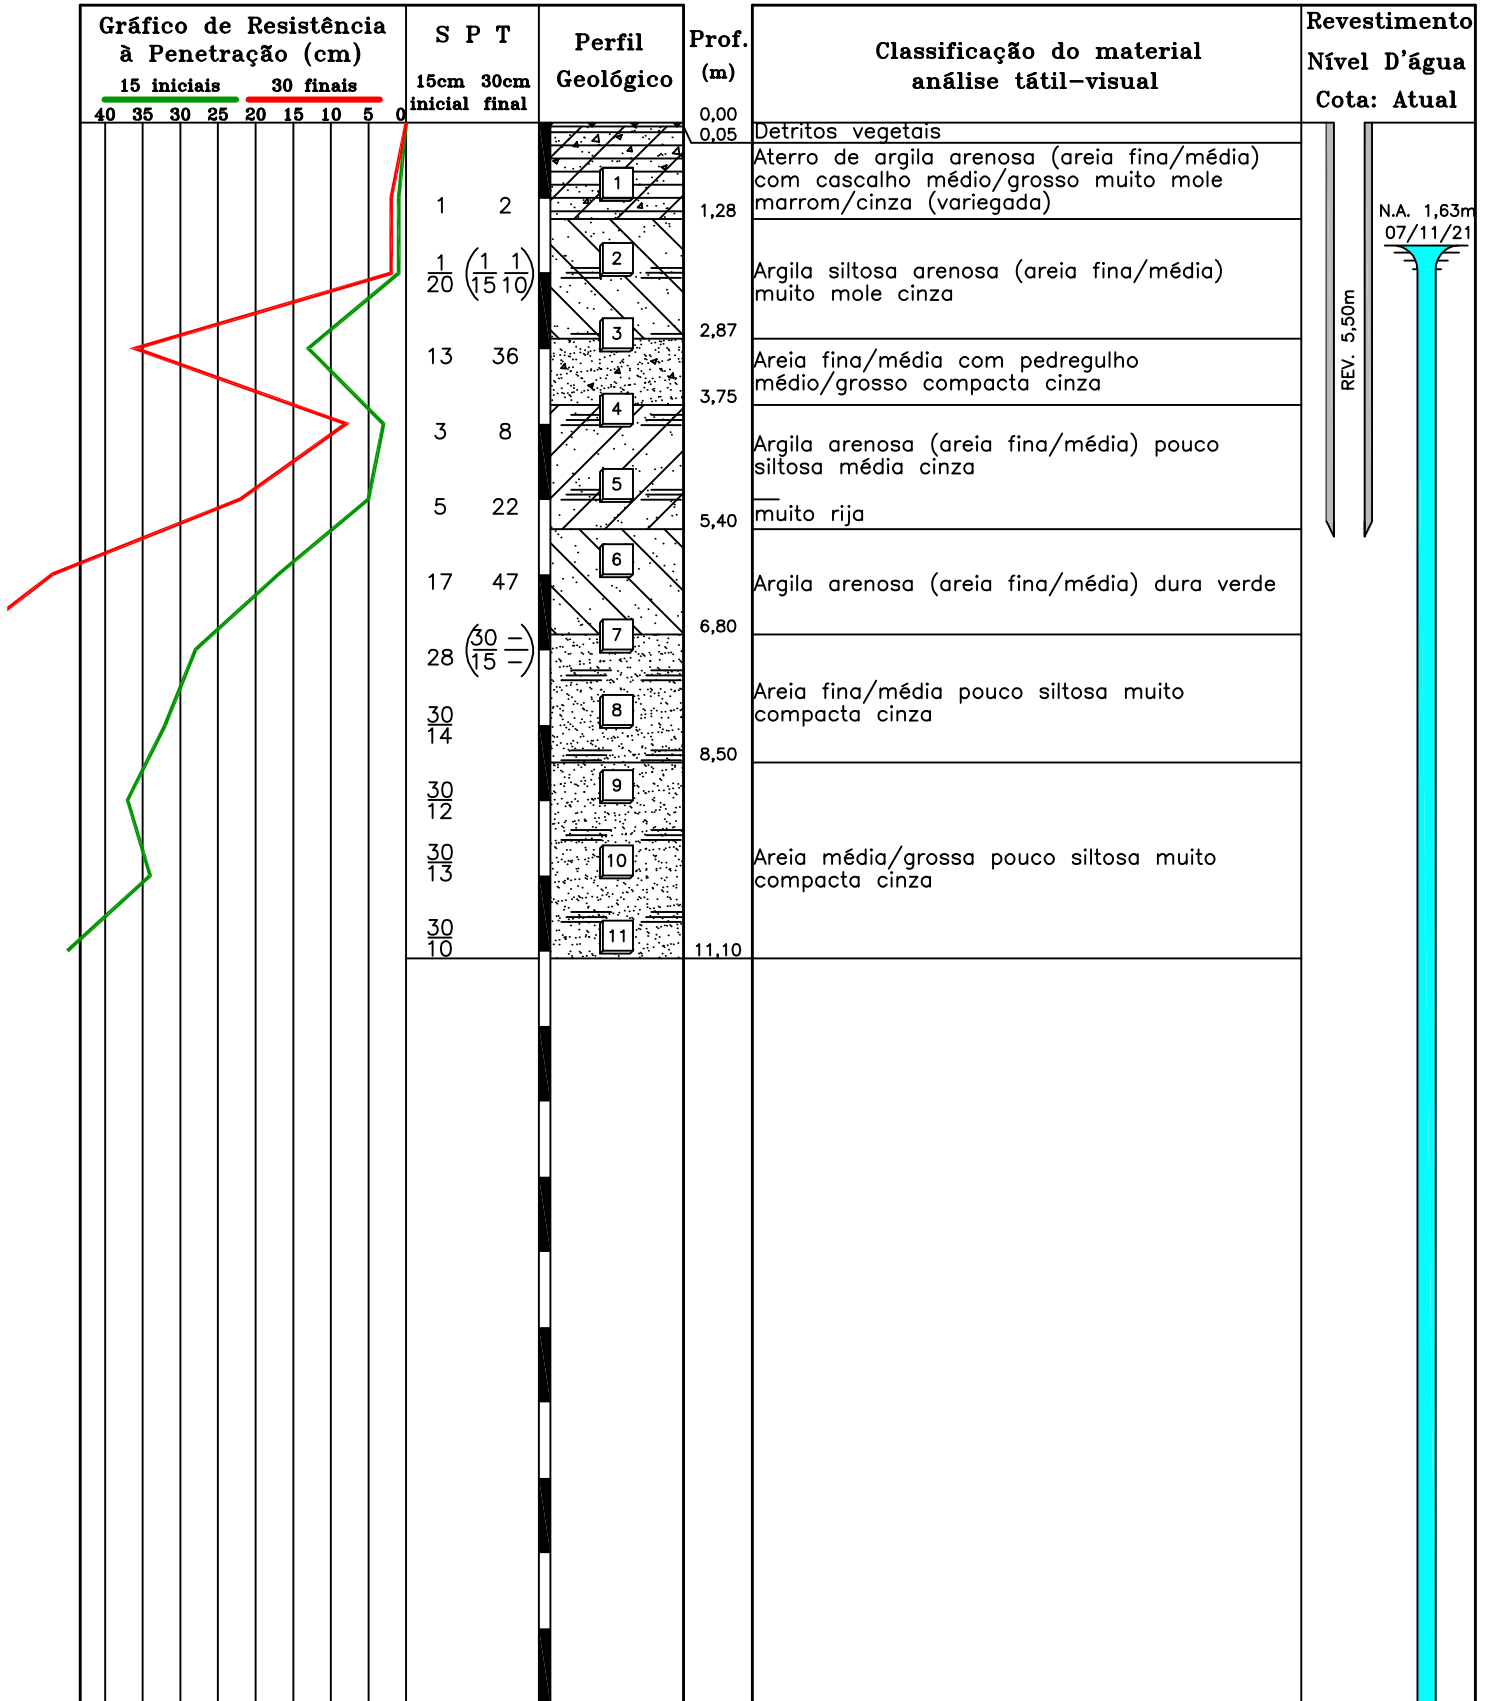 Gráfico de Resistência
à Penetração (cm)
15 iniciais 30 finais
40 35 30 25 20 15 10 5 0
S P T
15cm 30cm
inicial final
Perfil
Geológico
Prof.
(m)
Classificação do material
análise tátil-visual
Revestimento
Nível D'água
Cota: Atual
0,00
0,05 Detritos vegetais
Aterro de argila arenosa (areia fina/média)
com cascalho médio/grosso muito mole
marrom/cinza (variegada)
1
1 2
1,28
N.A. 1,63m
07/11/21
2
1/20 (1/15 1/10)
Argila siltosa arenosa (areia fina/média)
muito mole cinza
3
2,87
13 36
Areia fina/média com pedregulho
médio/grosso compacta cinza
REV. 5,50m
3,75
4
3 8
Argila arenosa (areia fina/média) pouco
siltosa média cinza
5
5 22
muito rija
5,40
6
17 47
Argila arenosa (areia fina/média) dura verde
6,80
7
28 (30/15 -/-)
Areia fina/média pouco siltosa muito
compacta cinza
8
30/14
8,50
9
30/12
10
30/13
Areia média/grossa pouco siltosa muito
compacta cinza
11
30/10
11,10